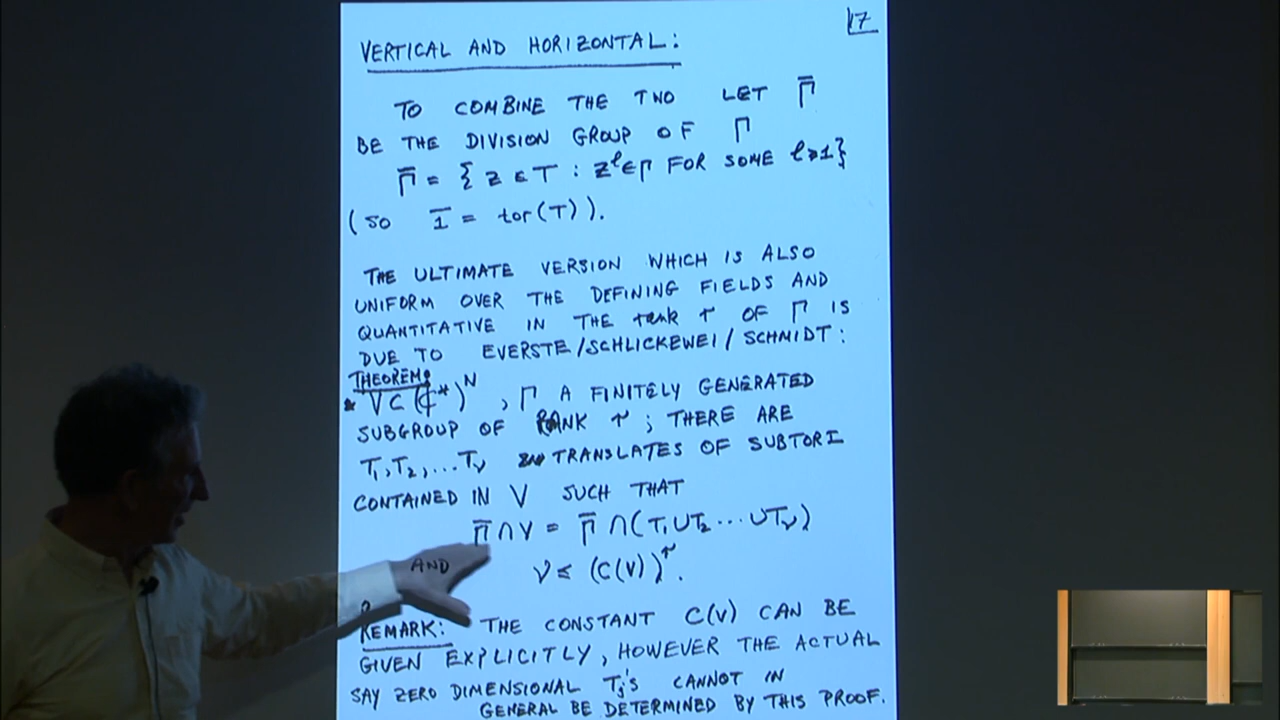 17
VERTICAL AND HORIZONTAL:
TO COMBINE THE TWO LET Γ̅
BE THE DIVISION GROUP OF Γ
Γ̅ = { z ∈ T : z^ℓ ∈ Γ FOR SOME ℓ ≥ 1 }
(SO 1̅ = tor(T)).
THE ULTIMATE VERSION WHICH IS ALSO
UNIFORM OVER THE DEFINING FIELDS AND
QUANTITATIVE IN THE rank r OF Γ IS
DUE TO EVERSTE/SCHLICKEWEI/SCHMIDT:
THEOREM:
V ⊂ (ℂ*)^N , Γ A FINITELY GENERATED
SUBGROUP OF RANK r ; THERE ARE
T₁, T₂, ... T_ν TRANSLATES OF SUBTORI
CONTAINED IN V SUCH THAT
Γ̅ ∩ V = Γ̅ ∩ (T₁ ∪ T₂ ... ∪ T_ν)
AND ν ≤ (C(V))^r.
REMARK: THE CONSTANT C(V) CAN BE
GIVEN EXPLICITLY, HOWEVER THE ACTUAL
SAY ZERO DIMENSIONAL T_j'S CANNOT IN
GENERAL BE DETERMINED BY THIS PROOF.